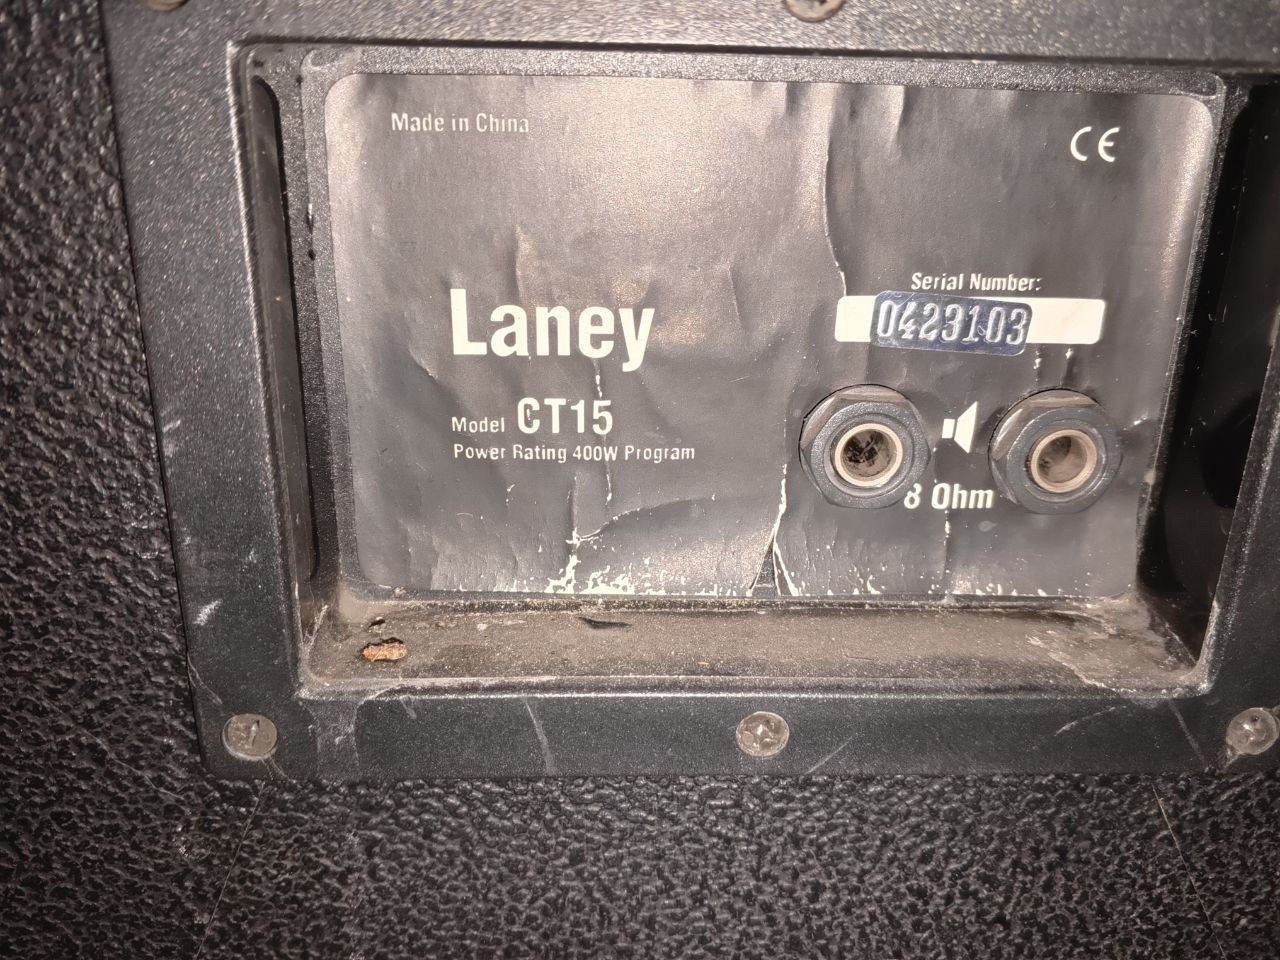 Made in China
CE
Serial Number:
0423103
Laney
Model CT15
Power Rating 400W Program
8 Ohm